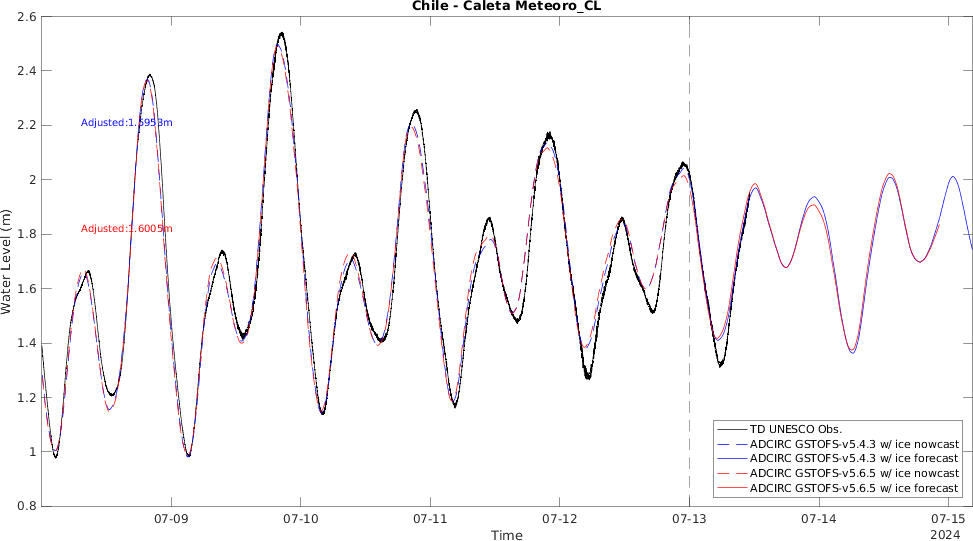 Chile - Caleta Meteoro_CL
2.6
2.4
2.2
2
1.8
1.6
1.4
1.2
1
0.8
Water Level (m)
Adjusted:1.5953m
Adjusted:1.6005m
TD UNESCO Obs.
ADCIRC GSTOFS-v5.4.3 w/ ice nowcast
ADCIRC GSTOFS-v5.4.3 w/ ice forecast
ADCIRC GSTOFS-v5.6.5 w/ ice nowcast
ADCIRC GSTOFS-v5.6.5 w/ ice forecast
07-09 07-10 07-11 07-12 07-13 07-14 07-15
Time 2024